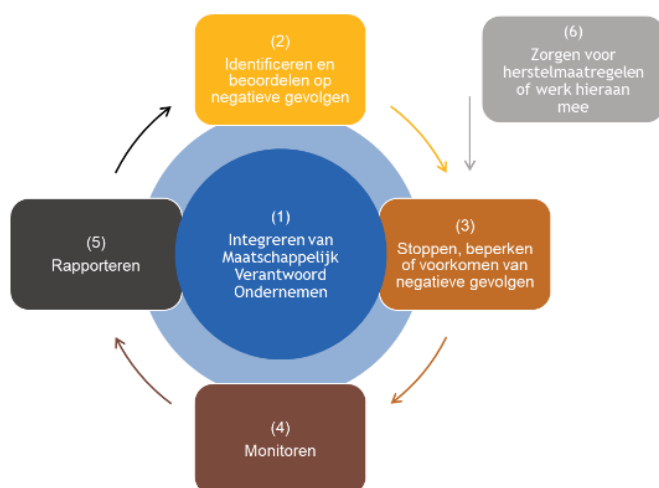 (2)
Identificeren en
beoordelen op
negatieve gevolgen
(6)
Zorgen voor
herstelmaatregelen
of werk hieraan
mee
(1)
Integreren van
Maatschappelijk
Verantwoord
Ondernemen
(5)
Rapporteren
(3)
Stoppen, beperken
of voorkomen van
negatieve gevolgen
(4)
Monitoren